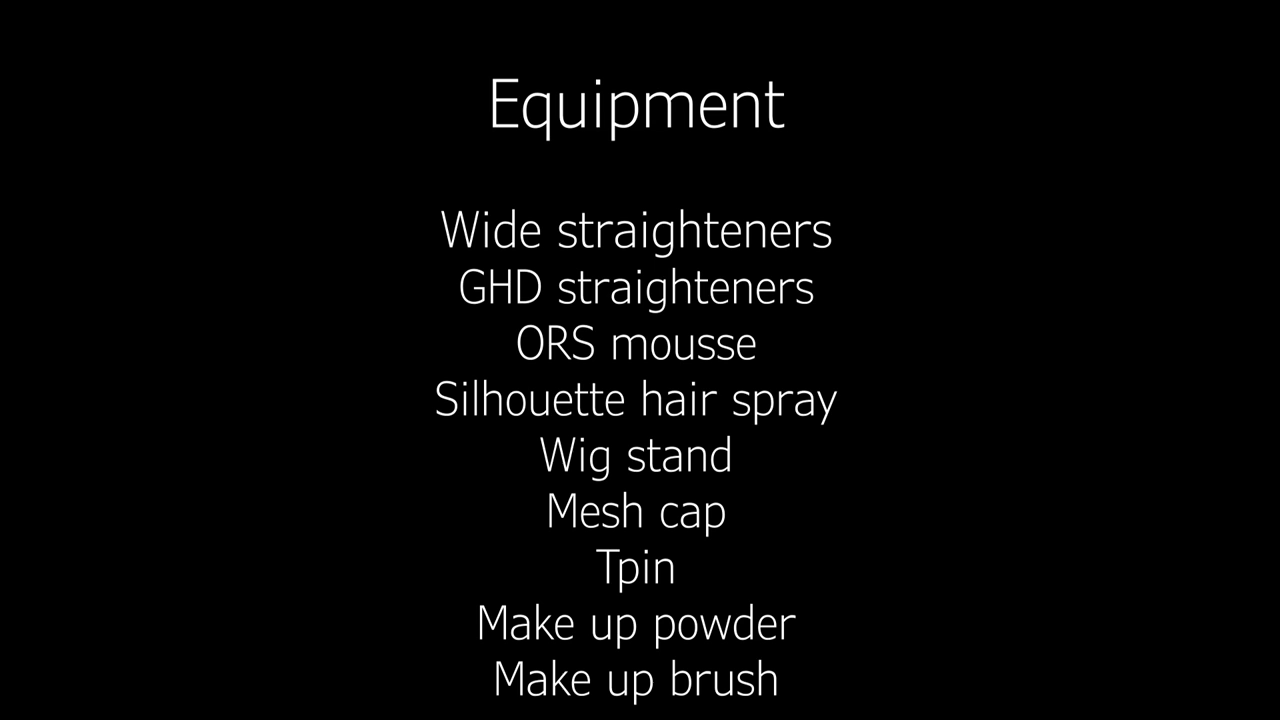 Equipment
Wide straighteners
GHD straighteners
ORS mousse
Silhouette hair spray
Wig stand
Mesh cap
Tpin
Make up powder
Make up brush